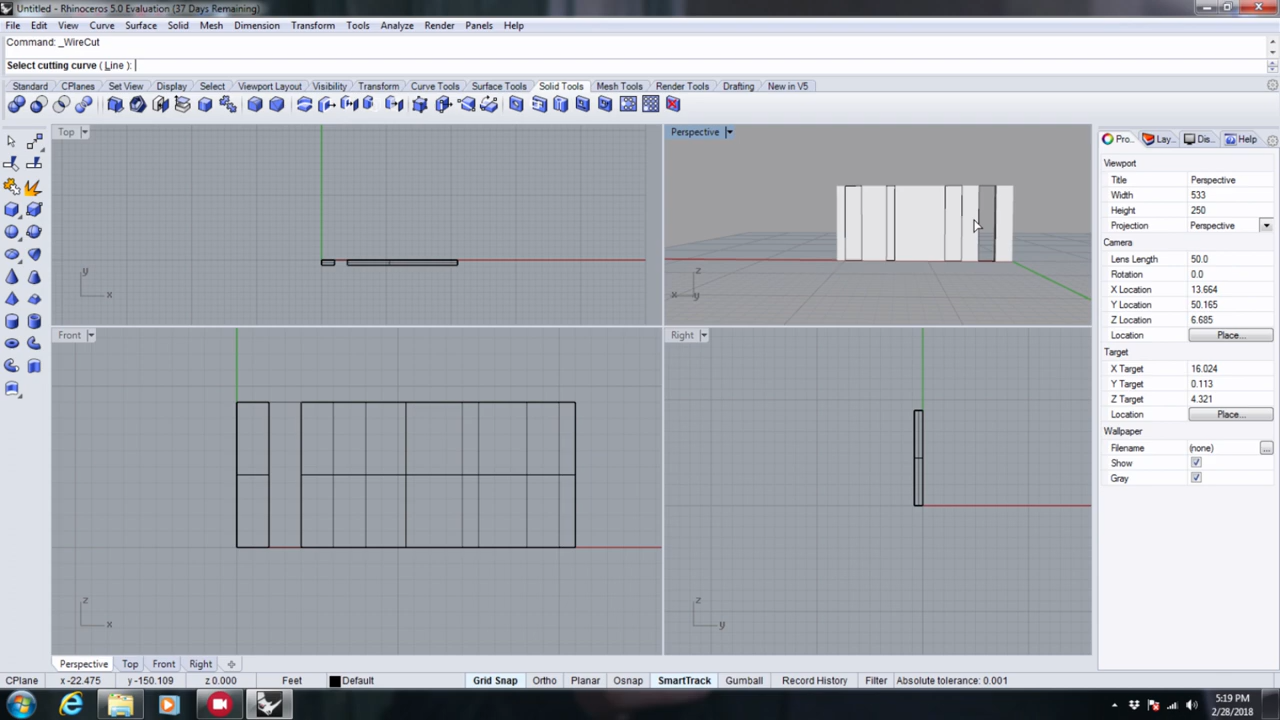 Untitled - Rhinoceros 5.0 Evaluation (37 Days Remaining)
File Edit View Curve Surface Solid Mesh Dimension Transform Tools Analyze Render Panels Help
Command: _WireCut
Select cutting curve ( Line ):
Standard CPlanes Set View Display Select Viewport Layout Visibility Transform Curve Tools Surface Tools Solid Tools Mesh Tools Render Tools Drafting New in V5
Top
y
x
Perspective
z
x y
Front
z
x
Right
z
y
Pro... Lay... Dis... Help
Viewport
Title Perspective
Width 533
Height 250
Projection Perspective
Camera
Lens Length 50.0
Rotation 0.0
X Location 13.664
Y Location 50.165
Z Location 6.685
Location Place...
Target
X Target 16.024
Y Target 0.113
Z Target 4.321
Location Place...
Wallpaper
Filename (none) ...
Show
Gray
Perspective Top Front Right
CPlane x -22.475 y -150.109 z 0.000 Feet Default Grid Snap Ortho Planar Osnap SmartTrack Gumball Record History Filter Absolute tolerance: 0.001
5:19 PM
2/28/2018